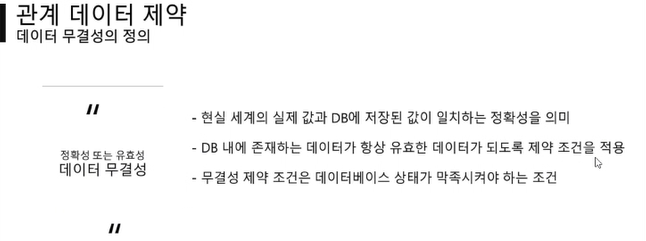 관계 데이터 제약
데이터 무결성의 정의
"
정확성 또는 유효성
데이터 무결성
"
- 현실 세계의 실제 값과 DB에 저장된 값이 일치하는 정확성을 의미
- DB 내에 존재하는 데이터가 항상 유효한 데이터가 되도록 제약 조건을 적용
- 무결성 제약 조건은 데이터베이스 상태가 막족시켜야 하는 조건